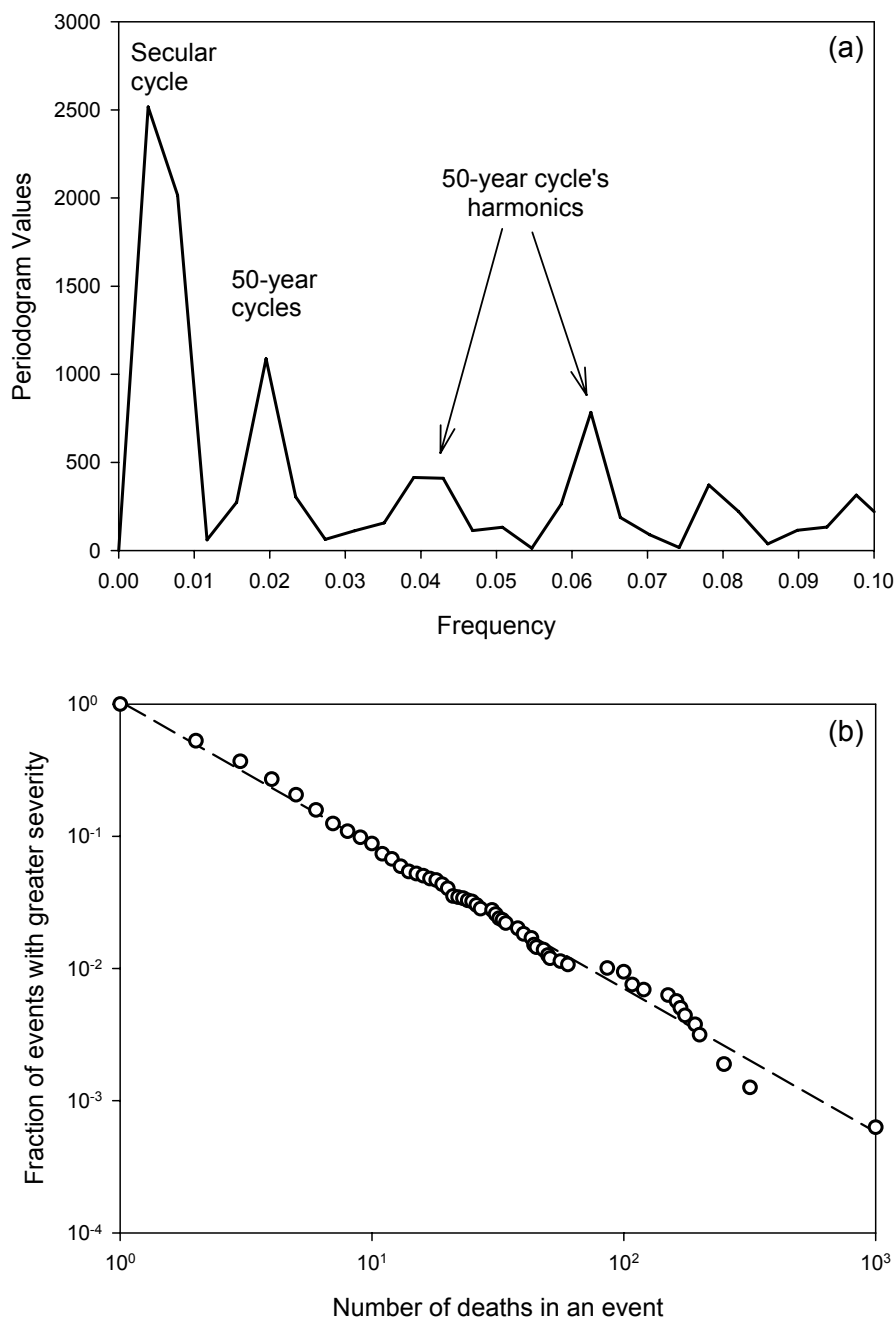 (a)
Secular
cycle
50-year cycle's
harmonics
50-year
cycles
Periodogram Values
3000
2500
2000
1500
1000
500
0
0.00 0.01 0.02 0.03 0.04 0.05 0.06 0.07 0.08 0.09 0.10
Frequency
(b)
Fraction of events with greater severity
10⁰
10⁻¹
10⁻²
10⁻³
10⁻⁴
10⁰ 10¹ 10² 10³
Number of deaths in an event